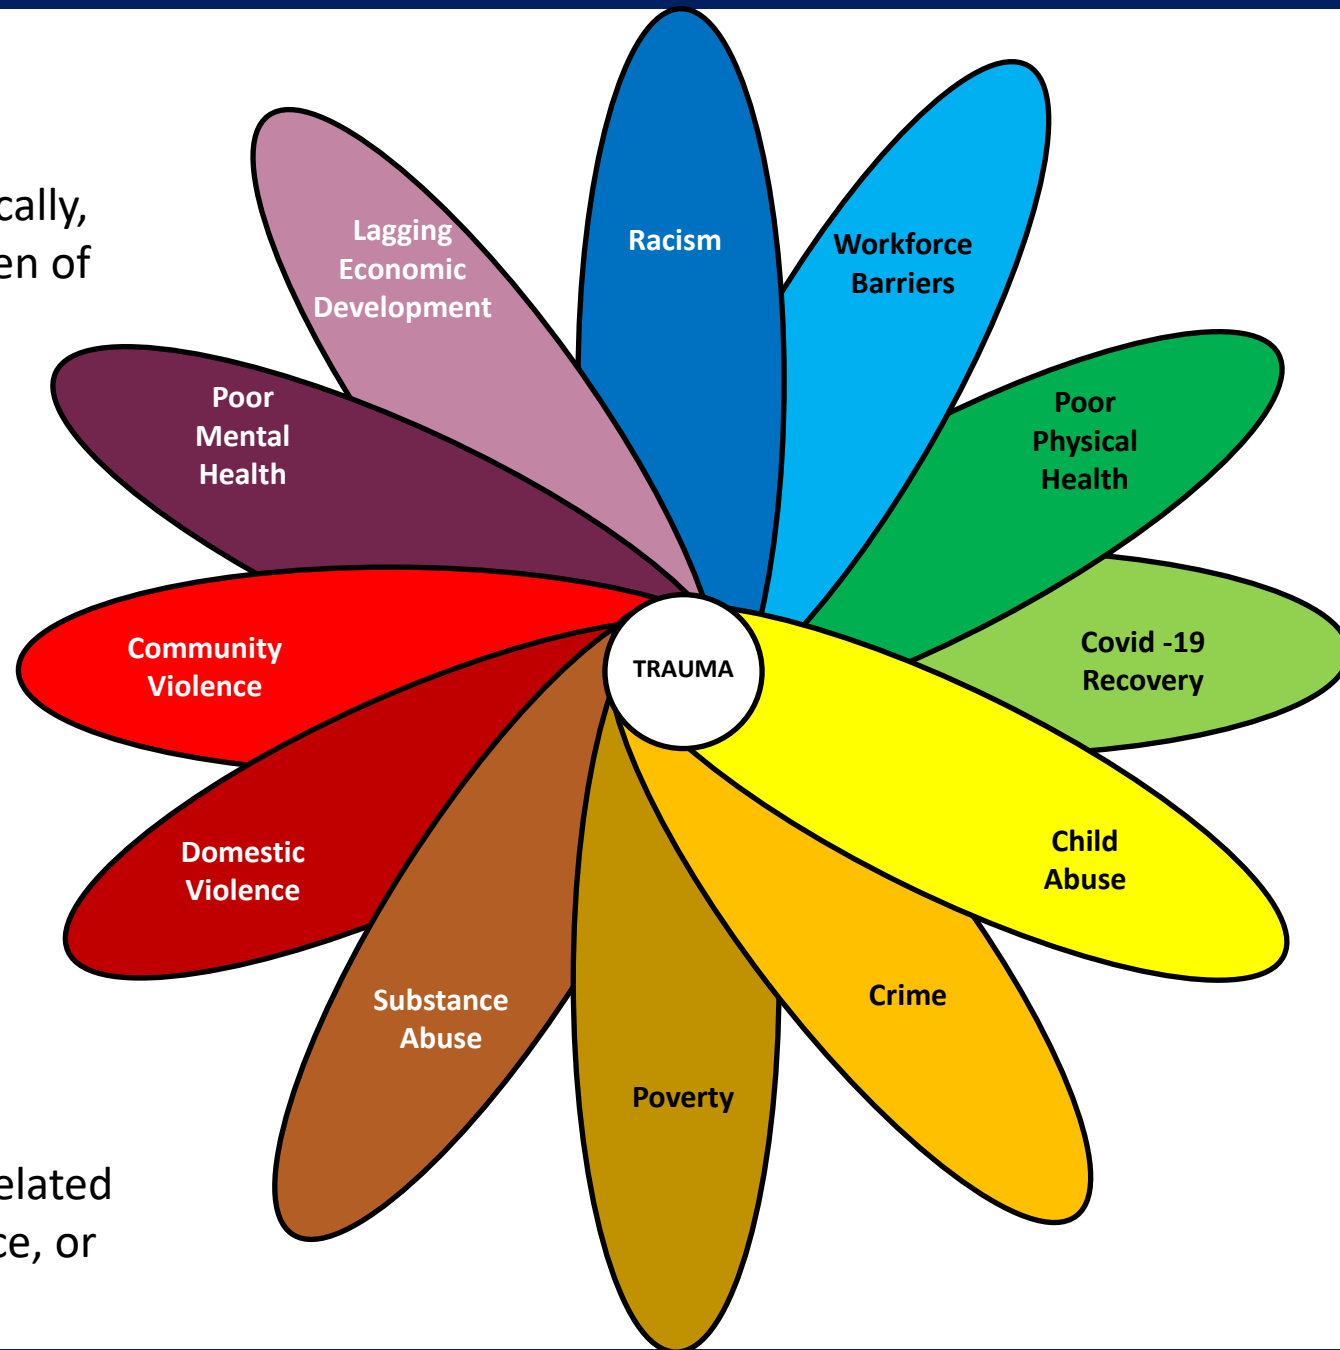 cally,
en of
Racism
Workforce
Barriers
Lagging
Economic
Development
Poor
Mental
Health
Poor
Physical
Health
Community
Violence
TRAUMA
Covid -19
Recovery
Domestic
Violence
Child
Abuse
Substance
Abuse
Crime
Poverty
elated
ce, or